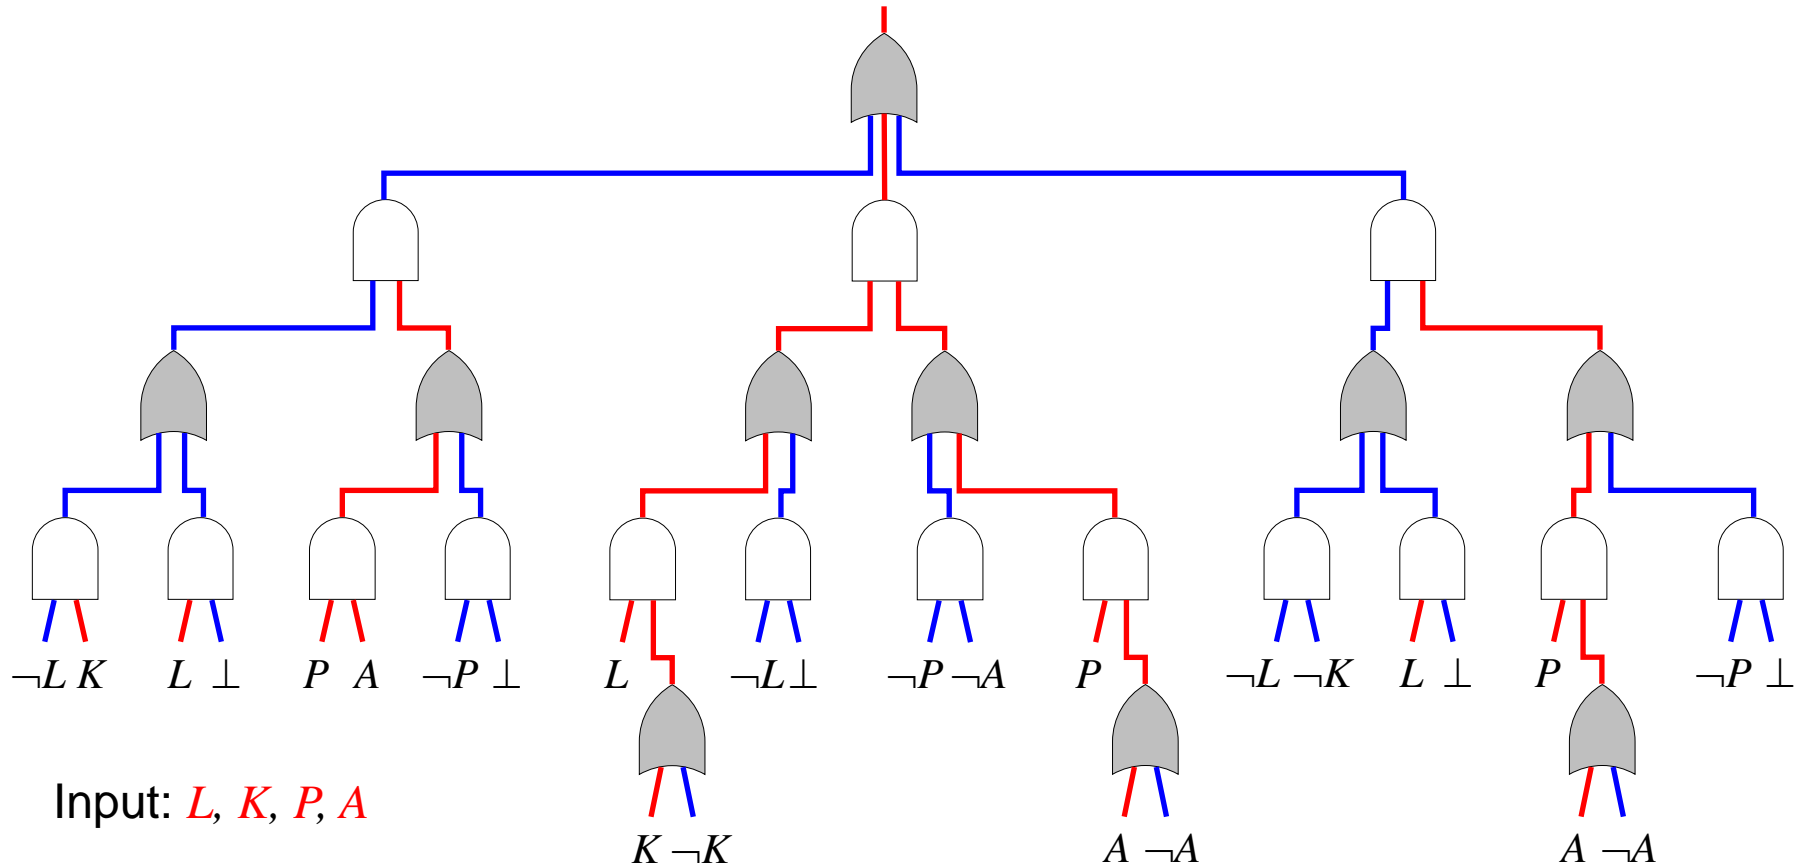 ¬L K L ⊥ P A ¬P ⊥ L ¬L ⊥ ¬P ¬A P ¬L ¬K L ⊥ P ¬P ⊥
Input: L, K, P, A
K ¬K A ¬A A ¬A